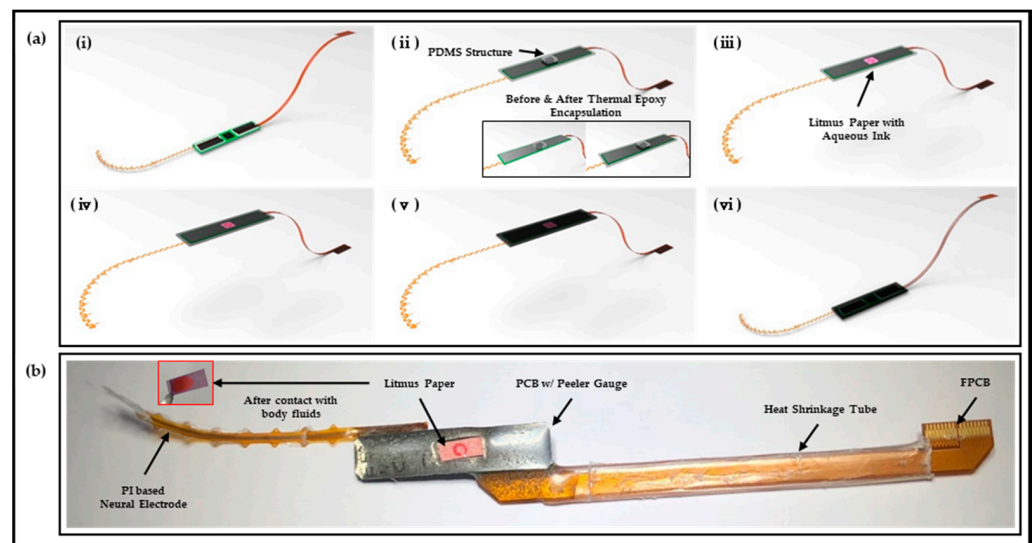 (a)
(i)
(ii)
PDMS Structure
Before & After Thermal Epoxy
Encapsulation
(iii)
Litmus Paper with
Aqueous Ink
(iv)
(v)
(vi)
(b)
Litmus Paper
After contact with
body fluids
PCB w/ Peeler Gauge
FPCB
Heat Shrinkage Tube
PI based
Neural Electrode